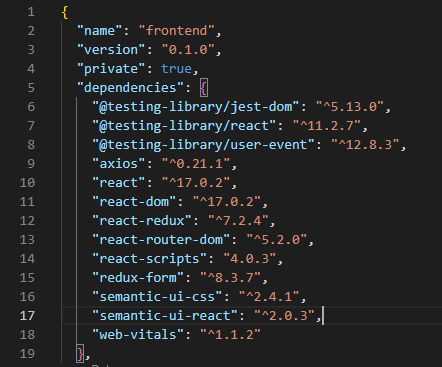 1 {
2 "name": "frontend",
3 "version": "0.1.0",
4 "private": true,
5 "dependencies": {
6 "@testing-library/jest-dom": "^5.13.0",
7 "@testing-library/react": "^11.2.7",
8 "@testing-library/user-event": "^12.8.3",
9 "axios": "^0.21.1",
10 "react": "^17.0.2",
11 "react-dom": "^17.0.2",
12 "react-redux": "^7.2.4",
13 "react-router-dom": "^5.2.0",
14 "react-scripts": "4.0.3",
15 "redux-form": "^8.3.7",
16 "semantic-ui-css": "^2.4.1",
17 "semantic-ui-react": "^2.0.3",
18 "web-vitals": "^1.1.2"
19 },